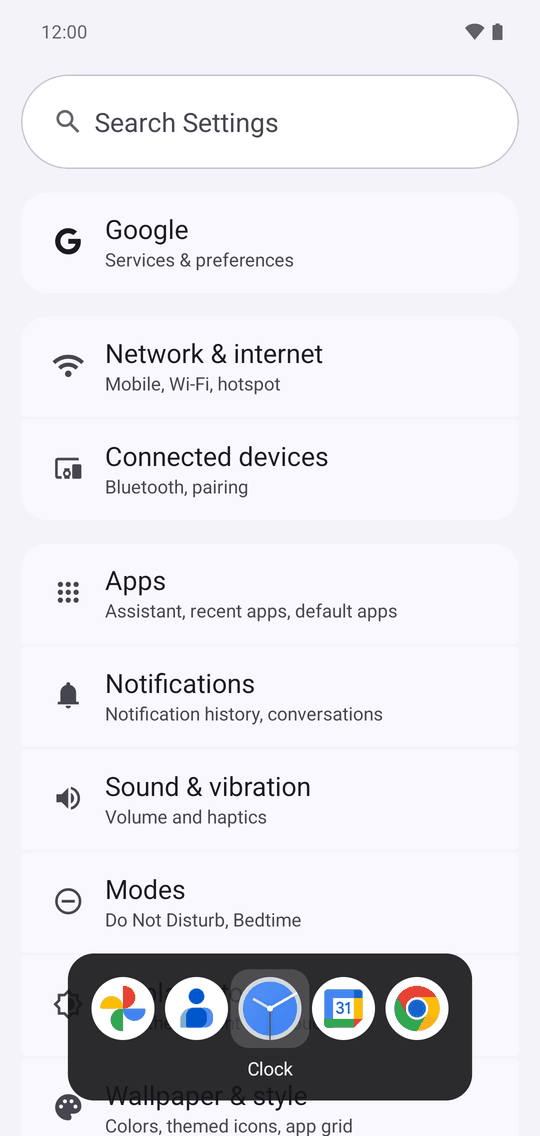 12:00
Search Settings
Google
Services & preferences
Network & internet
Mobile, Wi-Fi, hotspot
Connected devices
Bluetooth, pairing
Apps
Assistant, recent apps, default apps
Notifications
Notification history, conversations
Sound & vibration
Volume and haptics
Modes
Do Not Disturb, Bedtime
31
Clock
Wallpaper & style
Colors, themed icons, app grid